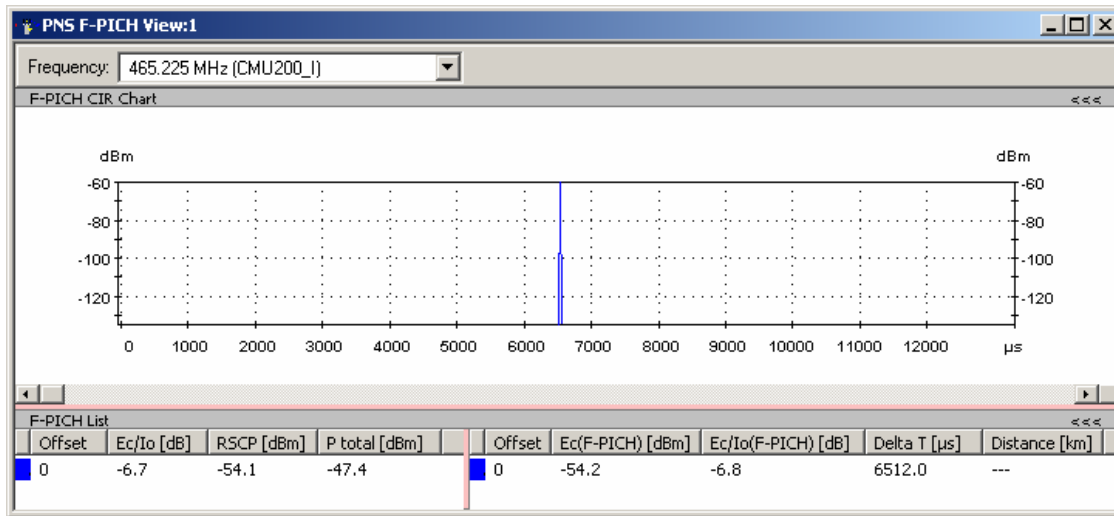 PNS F-PICH View:1
Frequency: 465.225 MHz (CMU200_I)
F-PICH CIR Chart <<<
dBm dBm
-60 -60
-80 -80
-100 -100
-120 -120
0 1000 2000 3000 4000 5000 6000 7000 8000 9000 10000 11000 12000 µs
F-PICH List <<<
Offset Ec/Io [dB] RSCP [dBm] P total [dBm] Offset Ec(F-PICH) [dBm] Ec/Io(F-PICH) [dB] Delta T [µs] Distance [km]
0 -6.7 -54.1 -47.4 0 -54.2 -6.8 6512.0 ---